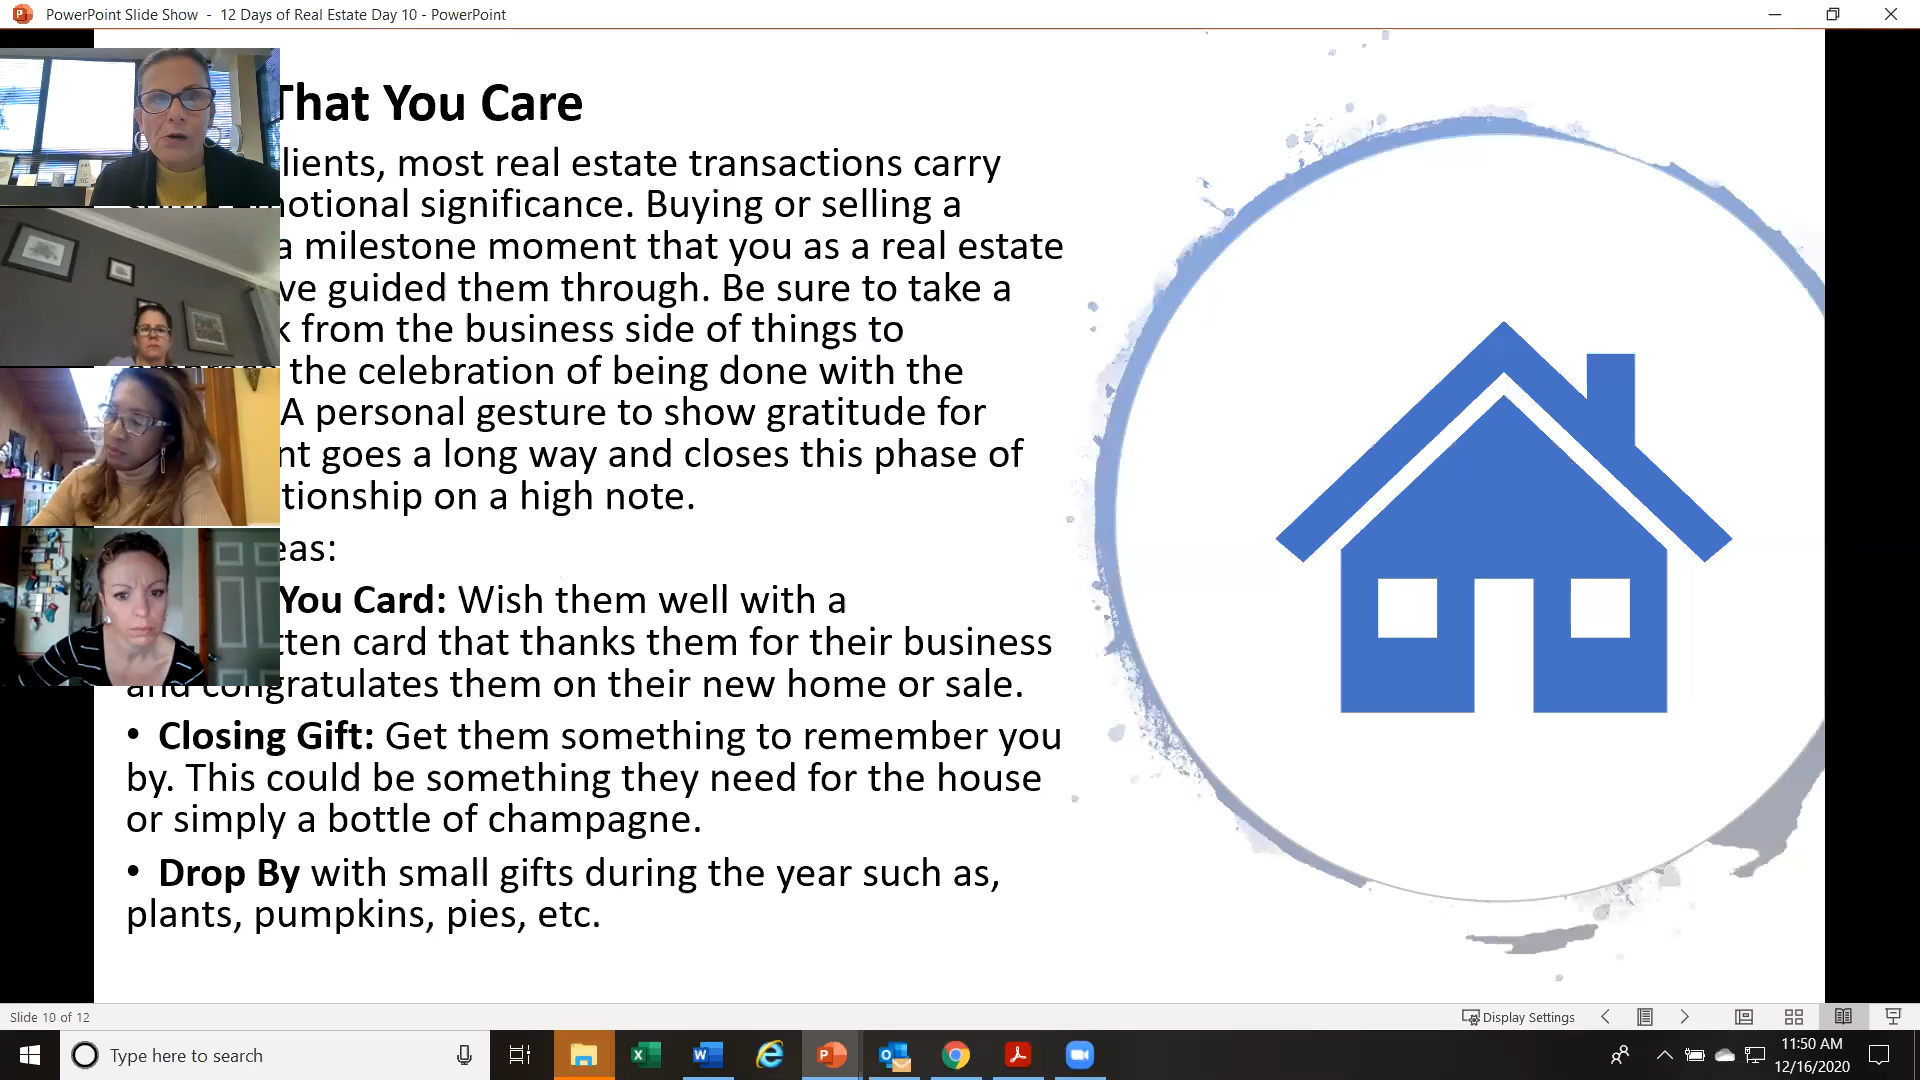 PowerPoint Slide Show - 12 Days of Real Estate Day 10 - PowerPoint
That You Care
lients, most real estate transactions carry
significance. Buying or selling a
a milestone moment that you as a real estate
ve guided them through. Be sure to take a
k from the business side of things to
the celebration of being done with the
A personal gesture to show gratitude for
nt goes a long way and closes this phase of
tionship on a high note.
eas:
You Card: Wish them well with a
tten card that thanks them for their business
and congratulates them on their new home or sale.
• Closing Gift: Get them something to remember you
by. This could be something they need for the house
or simply a bottle of champagne.
• Drop By with small gifts during the year such as,
plants, pumpkins, pies, etc.
Slide 10 of 12
Display Settings
Type here to search
11:50 AM
12/16/2020